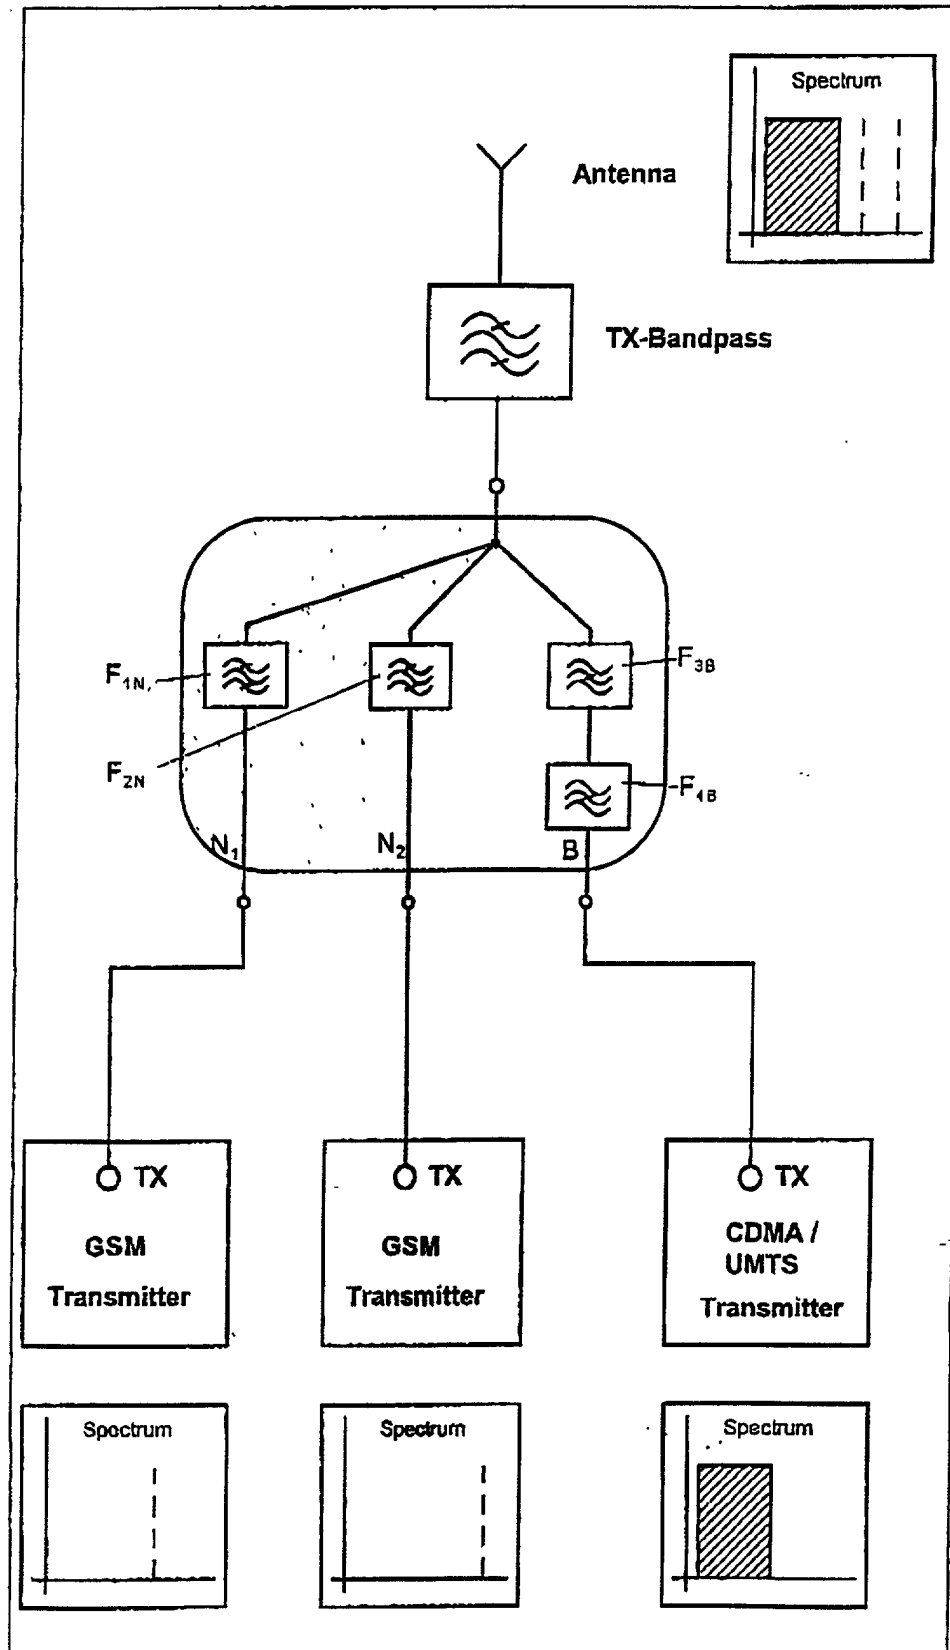 Spectrum
Antenna
TX-Bandpass
F1N
F3B
F2N
F4B
N1
N2
B
TX
GSM
Transmitter
TX
GSM
Transmitter
TX
CDMA /
UMTS
Transmitter
Spectrum
Spectrum
Spectrum